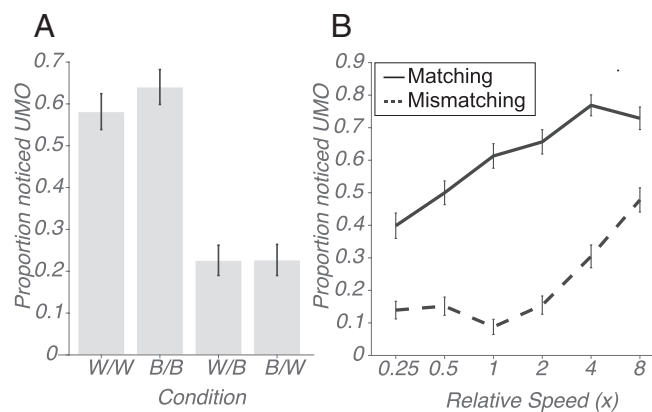 A
Proportion noticed UMO
0.7
0.6
0.5
0.4
0.3
0.2
0.1
0
W/W B/B W/B B/W
Condition
B
Proportion noticed UMO
0.9
0.8
0.7
0.6
0.5
0.4
0.3
0.2
0.1
0
Matching
Mismatching
0.25 0.5 1 2 4 8
Relative Speed (x)